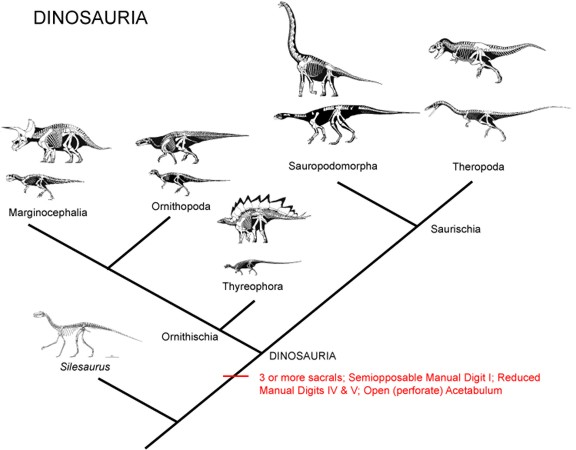 DINOSAURIA
Sauropodomorpha
Theropoda
Marginocephalia
Ornithopoda
Saurischia
Thyreophora
Ornithischia
DINOSAURIA
Silesaurus
3 or more sacrals; Semiopposable Manual Digit I; Reduced
Manual Digits IV & V; Open (perforate) Acetabulum